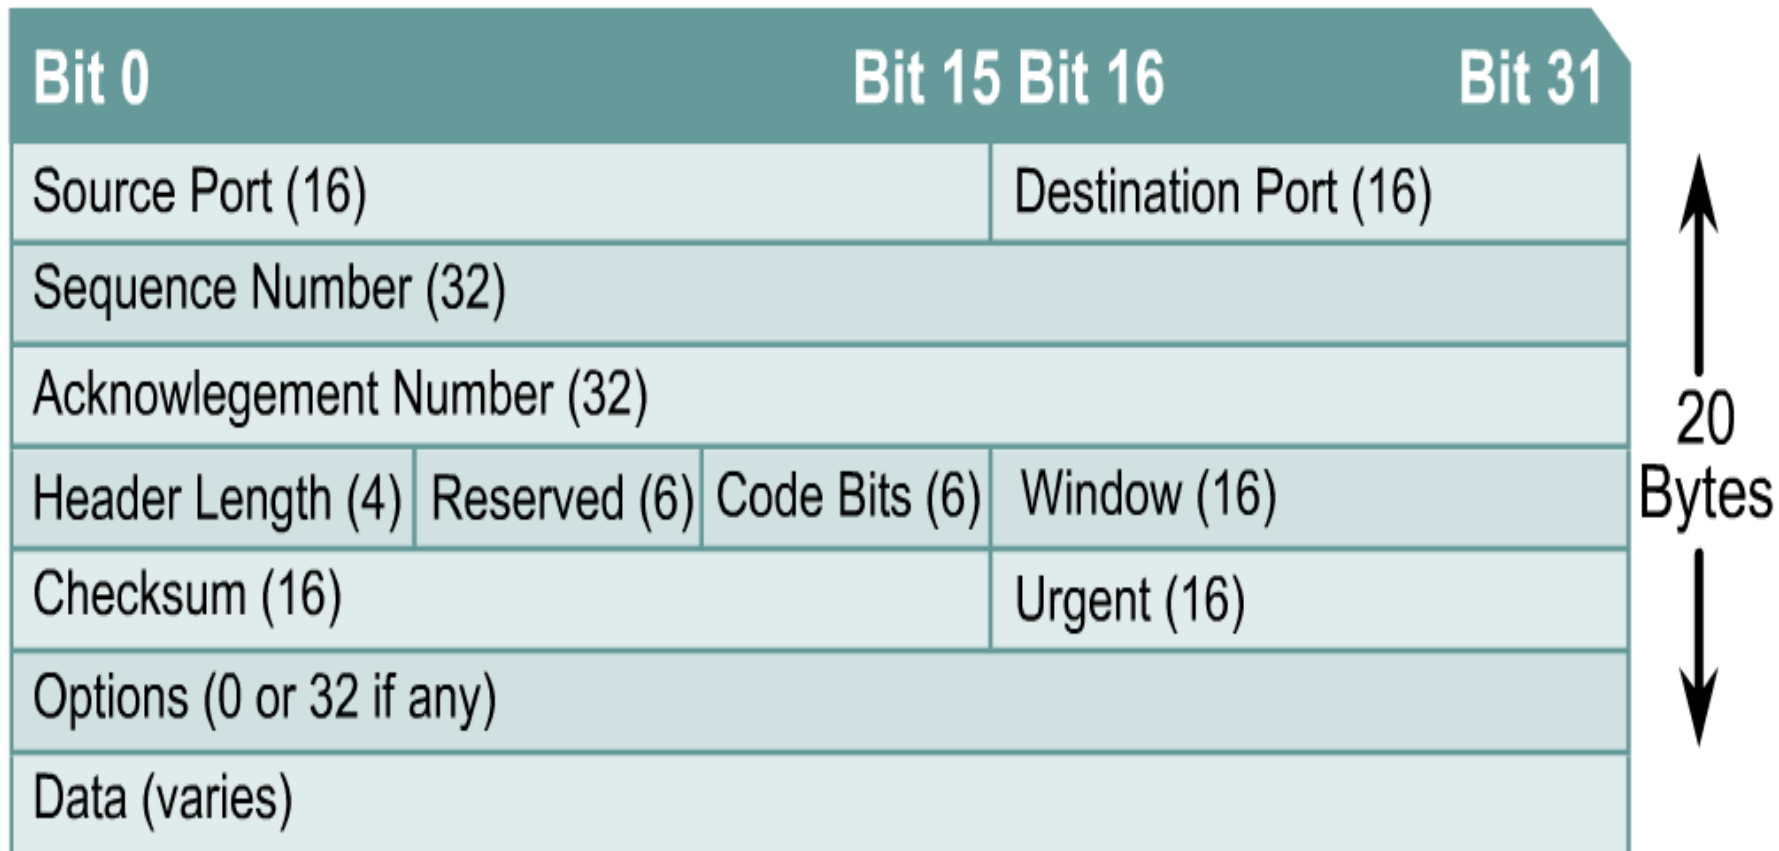 Bit 0 Bit 15 Bit 16 Bit 31
Source Port (16) Destination Port (16)
Sequence Number (32)
Acknowlegement Number (32)
Header Length (4) Reserved (6) Code Bits (6) Window (16)
Checksum (16) Urgent (16)
Options (0 or 32 if any)
Data (varies)
20
Bytes